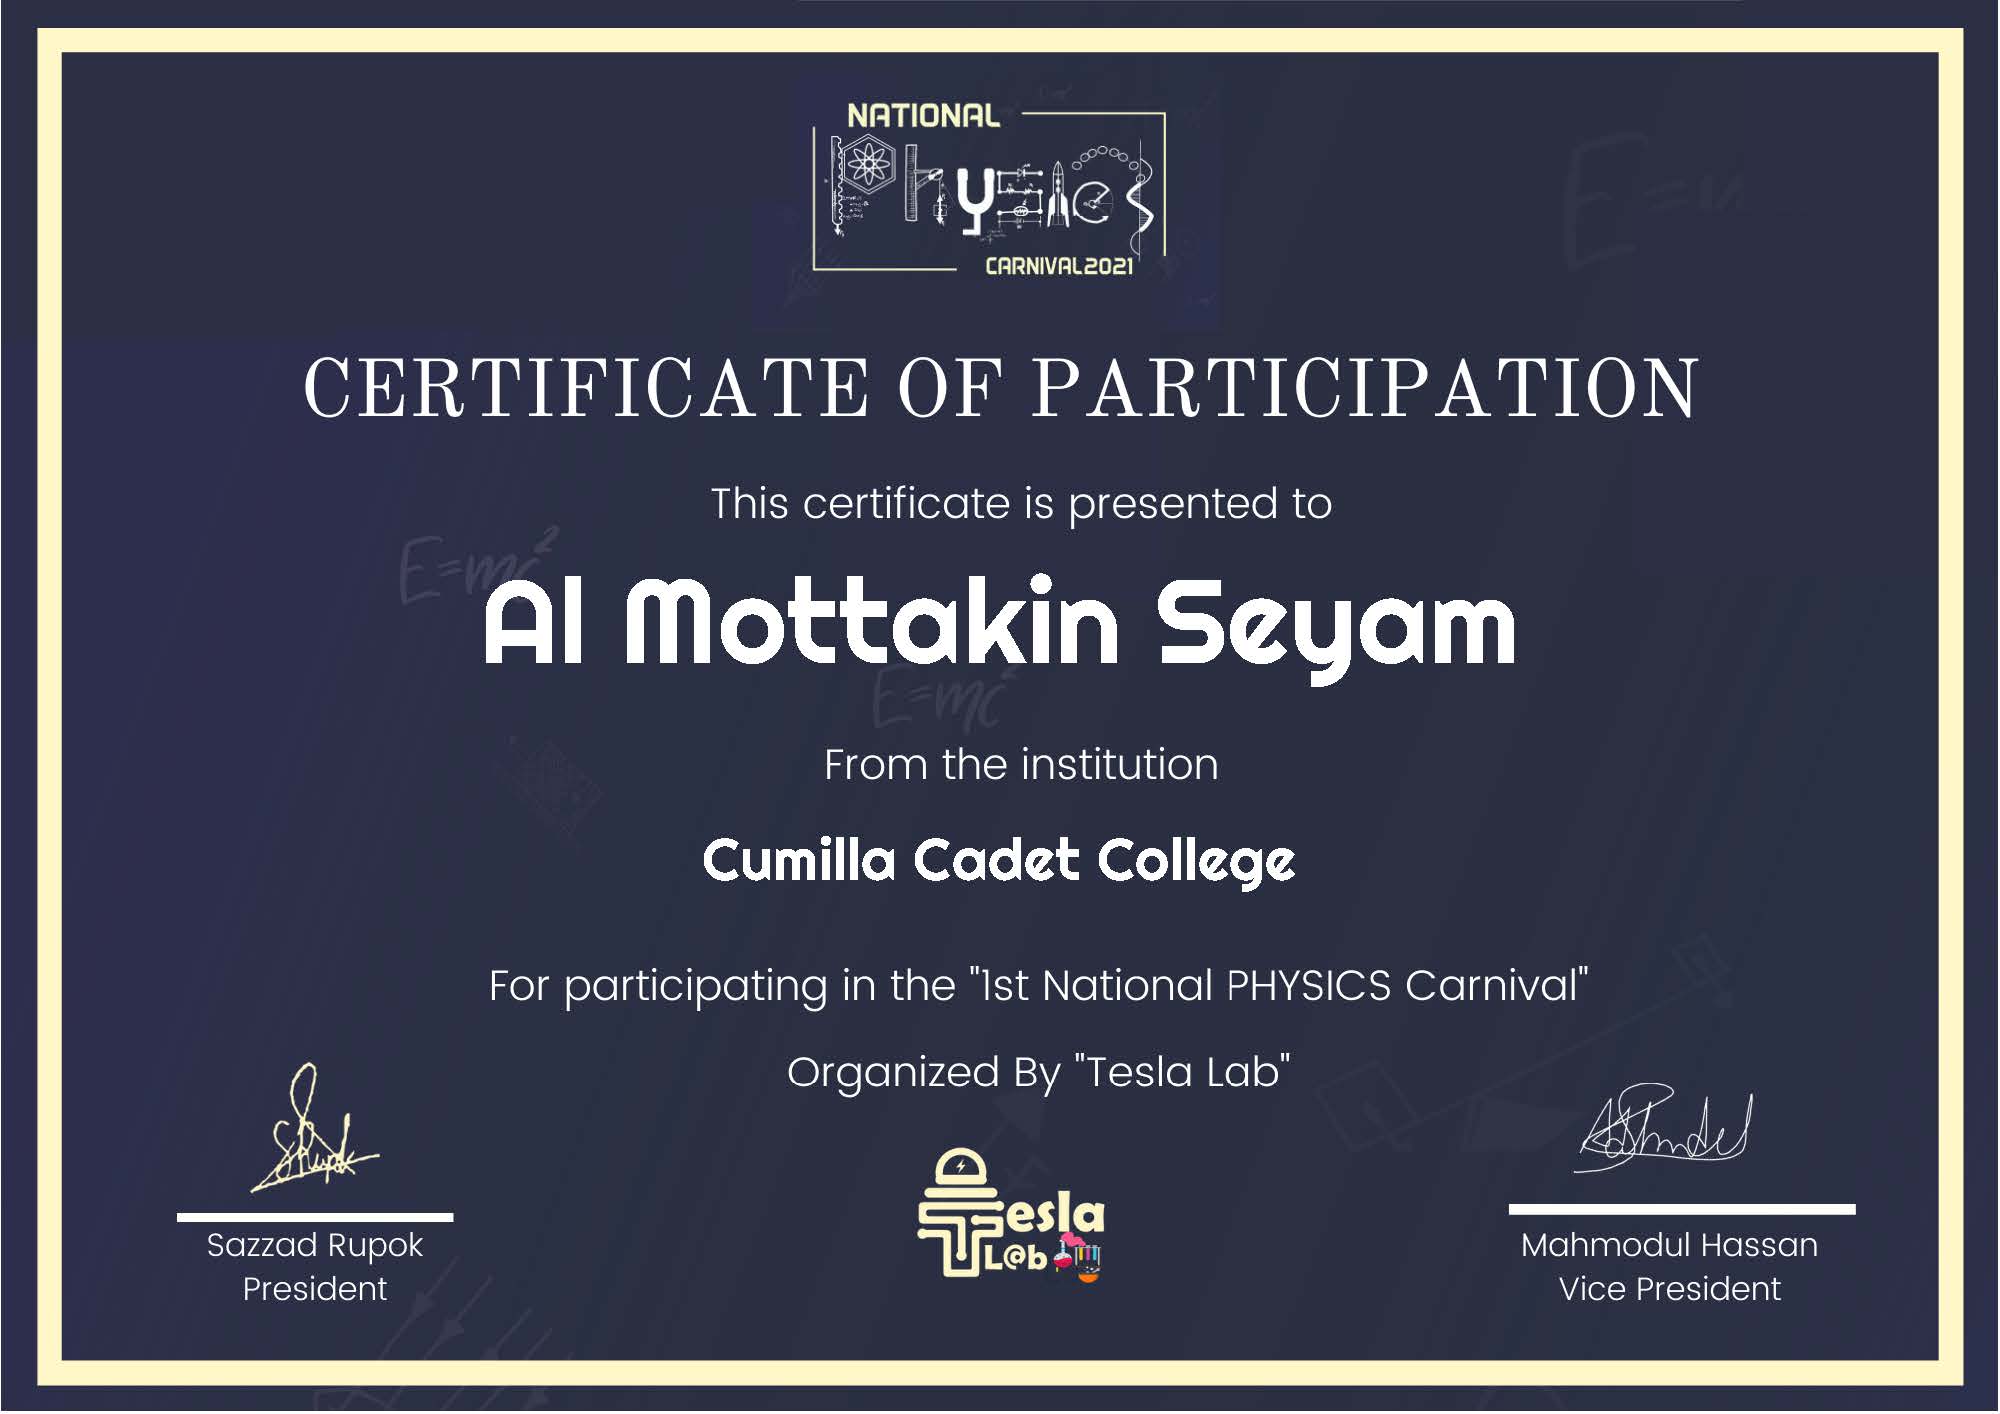 NATIONAL
Physics
CARNIVAL2021
CERTIFICATE OF PARTICIPATION
This certificate is presented to
E=mc²
Al Mottakin Seyam
E=mc²
From the institution
Cumilla Cadet College
For participating in the "1st National PHYSICS Carnival"
Organized By "Tesla Lab"
Tesla
L@b
Sazzad Rupok
President
Mahmodul Hassan
Vice President